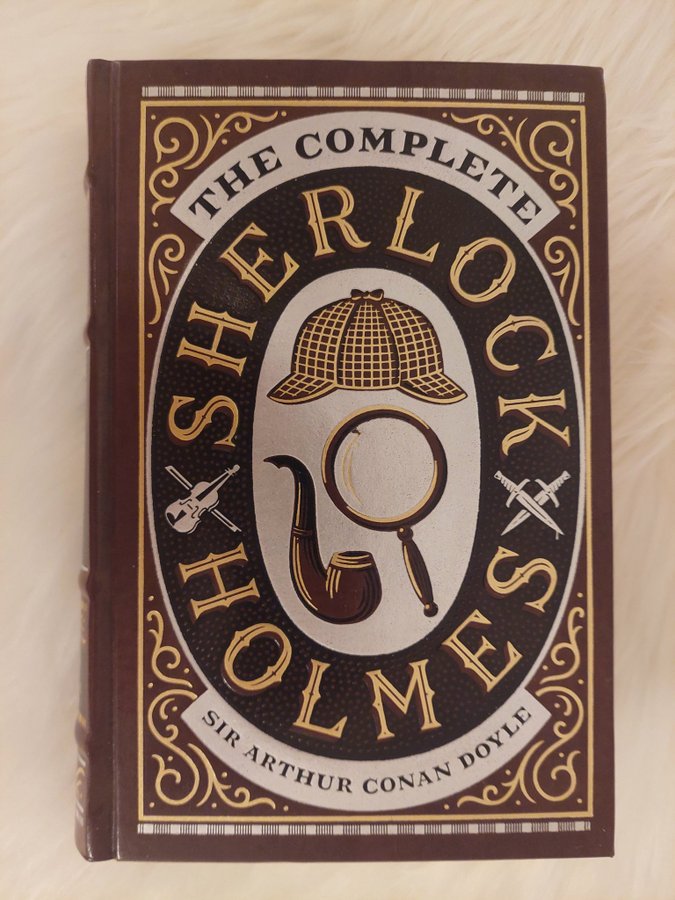 THE COMPLETE
SHERLOCK
HOLMES
SIR ARTHUR CONAN DOYLE